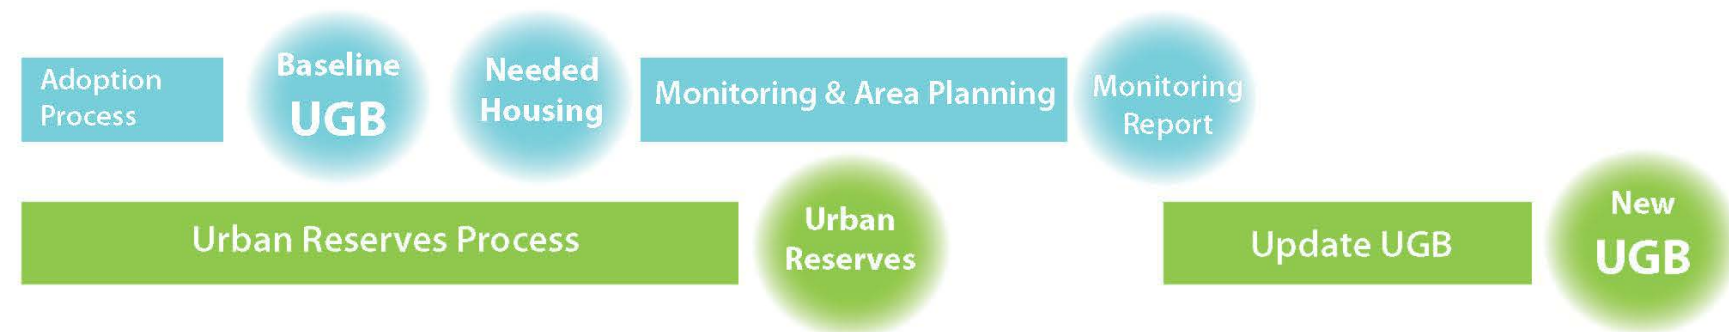 Adoption
Process
Baseline
UGB
Needed
Housing
Monitoring & Area Planning
Monitoring
Report
Urban Reserves Process
Urban
Reserves
Update UGB
New
UGB